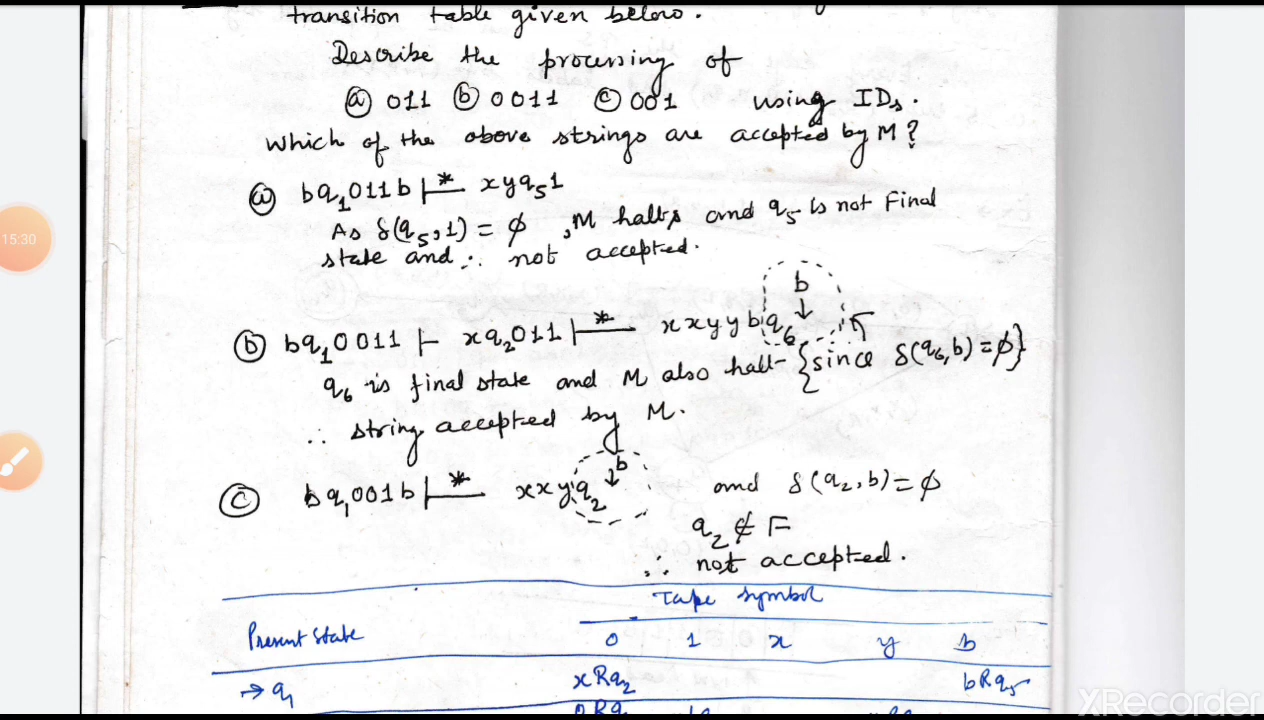 transition table given below.
Describe the processing of
ⓐ 011 ⓑ 0011 ⓒ 001 using IDs.
Which of the above strings are accepted by M?
ⓐ bq₁011b |-* xyq₅1
As δ(q₅,1) = φ, M halts and q₅ is not Final
state and ∴ not accepted.
b
↓
ⓑ bq₁0011 |- xq₂011 |-* xxyybq₆
q₆ is final state and M also halt {since δ(q₆,b)=φ}
∴ string accepted by M.
b
↓
ⓒ bq₁001b |-* xxyq₂ and δ(q₂,b)=φ
q₂ ∉ F
∴ not accepted.
Tape symbol
Present state 0 1 x y b
→ q₁ xRq₂ bRq₅
0Rq
15:30
XRecorder